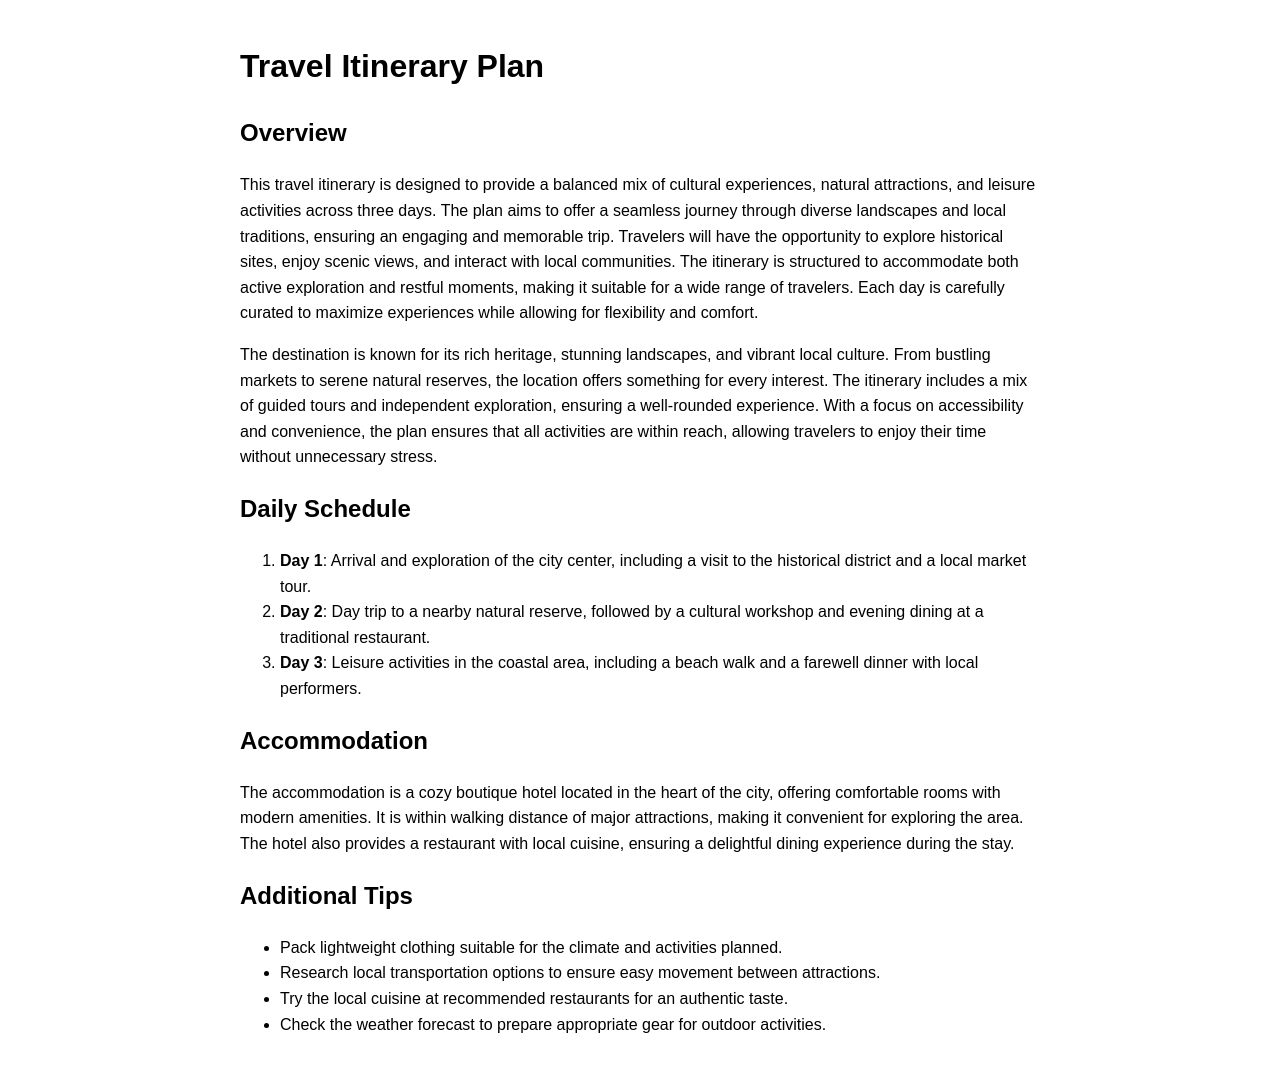 Travel Itinerary Plan
Overview
This travel itinerary is designed to provide a balanced mix of cultural experiences, natural attractions, and leisure
activities across three days. The plan aims to offer a seamless journey through diverse landscapes and local
traditions, ensuring an engaging and memorable trip. Travelers will have the opportunity to explore historical
sites, enjoy scenic views, and interact with local communities. The itinerary is structured to accommodate both
active exploration and restful moments, making it suitable for a wide range of travelers. Each day is carefully
curated to maximize experiences while allowing for flexibility and comfort.
The destination is known for its rich heritage, stunning landscapes, and vibrant local culture. From bustling
markets to serene natural reserves, the location offers something for every interest. The itinerary includes a mix
of guided tours and independent exploration, ensuring a well-rounded experience. With a focus on accessibility
and convenience, the plan ensures that all activities are within reach, allowing travelers to enjoy their time
without unnecessary stress.
Daily Schedule
1. Day 1: Arrival and exploration of the city center, including a visit to the historical district and a local market
tour.
2. Day 2: Day trip to a nearby natural reserve, followed by a cultural workshop and evening dining at a
traditional restaurant.
3. Day 3: Leisure activities in the coastal area, including a beach walk and a farewell dinner with local
performers.
Accommodation
The accommodation is a cozy boutique hotel located in the heart of the city, offering comfortable rooms with
modern amenities. It is within walking distance of major attractions, making it convenient for exploring the area.
The hotel also provides a restaurant with local cuisine, ensuring a delightful dining experience during the stay.
Additional Tips
• Pack lightweight clothing suitable for the climate and activities planned.
• Research local transportation options to ensure easy movement between attractions.
• Try the local cuisine at recommended restaurants for an authentic taste.
• Check the weather forecast to prepare appropriate gear for outdoor activities.